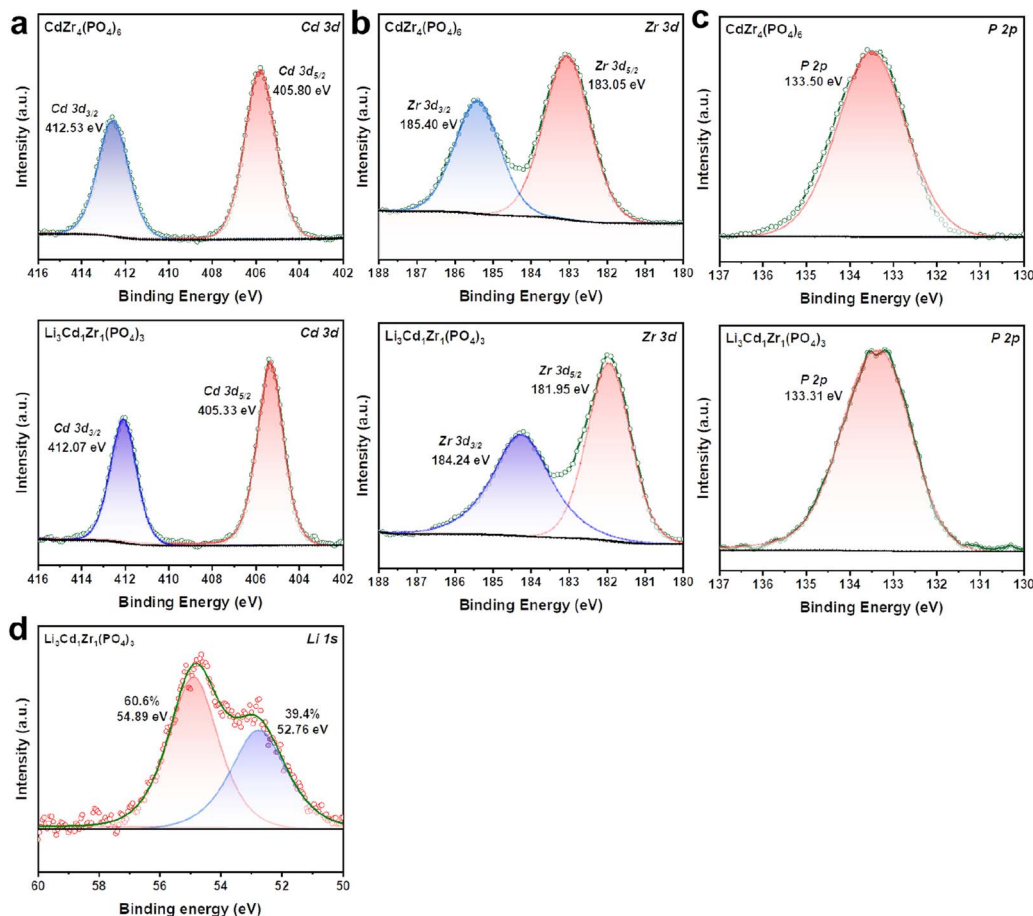 a
CdZr₄(PO₄)₆
Cd 3d
Cd 3d₅/₂
405.80 eV
Cd 3d₃/₂
412.53 eV
Intensity (a.u.)
416 414 412 410 408 406 404 402
Binding Energy (eV)
b
CdZr₄(PO₄)₆
Zr 3d
Zr 3d₅/₂
183.05 eV
Zr 3d₃/₂
185.40 eV
Intensity (a.u.)
188 187 186 185 184 183 182 181 180
Binding Energy (eV)
c
CdZr₄(PO₄)₆
P 2p
P 2p
133.50 eV
Intensity (a.u.)
137 136 135 134 133 132 131 130
Binding Energy (eV)
Li₃Cd₁Zr₁(PO₄)₃
Cd 3d
Cd 3d₅/₂
405.33 eV
Cd 3d₃/₂
412.07 eV
Intensity (a.u.)
416 414 412 410 408 406 404 402
Binding Energy (eV)
Li₃Cd₁Zr₁(PO₄)₃
Zr 3d
Zr 3d₅/₂
181.95 eV
Zr 3d₃/₂
184.24 eV
Intensity (a.u.)
188 187 186 185 184 183 182 181 180
Binding Energy (eV)
Li₃Cd₁Zr₁(PO₄)₃
P 2p
P 2p
133.31 eV
Intensity (a.u.)
137 136 135 134 133 132 131 130
Binding Energy (eV)
d
Li₃Cd₁Zr₁(PO₄)₃
Li 1s
60.6%
54.89 eV
39.4%
52.76 eV
Intensity (a.u.)
60 58 56 54 52 50
Binding energy (eV)